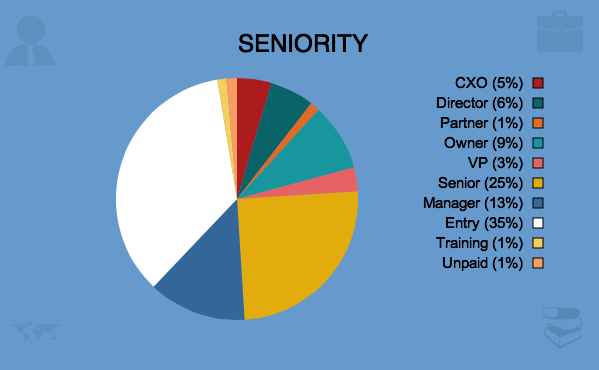 SENIORITY
CXO (5%)
Director (6%)
Partner (1%)
Owner (9%)
VP (3%)
Senior (25%)
Manager (13%)
Entry (35%)
Training (1%)
Unpaid (1%)